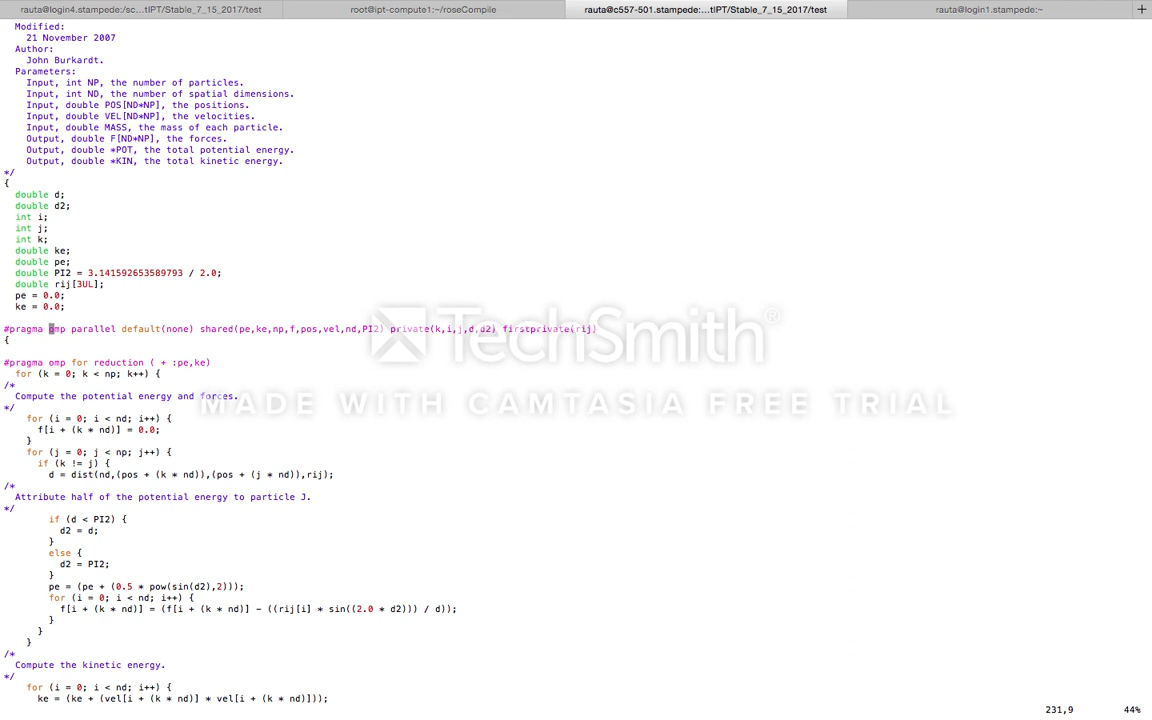 rauta@login4.stampede:/sc...tIPT/Stable_7_15_2017/test
root@ipt-compute1:~/roseCompile
rauta@c557-501.stampede:...tIPT/Stable_7_15_2017/test
rauta@login1.stampede:~
+
Modified:
21 November 2007
Author:
John Burkardt.
Parameters:
Input, int NP, the number of particles.
Input, int ND, the number of spatial dimensions.
Input, double POS[ND*NP], the positions.
Input, double VEL[ND*NP], the velocities.
Input, double MASS, the mass of each particle.
Output, double F[ND*NP], the forces.
Output, double *POT, the total potential energy.
Output, double *KIN, the total kinetic energy.
*/
{
double d;
double d2;
int i;
int j;
int k;
double ke;
double pe;
double PI2 = 3.141592653589793 / 2.0;
double rij[3UL];
pe = 0.0;
ke = 0.0;
#pragma omp parallel default(none) shared(pe,ke,np,f,pos,vel,nd,PI2) private(k,i,j,d,d2) firstprivate(rij)
{
#pragma omp for reduction ( + :pe,ke)
for (k = 0; k < np; k++) {
/*
Compute the potential energy and forces.
*/
for (i = 0; i < nd; i++) {
f[i + (k * nd)] = 0.0;
}
for (j = 0; j < np; j++) {
if (k != j) {
d = dist(nd,(pos + (k * nd)),(pos + (j * nd)),rij);
/*
Attribute half of the potential energy to particle J.
*/
if (d < PI2) {
d2 = d;
}
else {
d2 = PI2;
}
pe = (pe + (0.5 * pow(sin(d2),2)));
for (i = 0; i < nd; i++) {
f[i + (k * nd)] = (f[i + (k * nd)] - ((rij[i] * sin((2.0 * d2))) / d));
}
}
}
/*
Compute the kinetic energy.
*/
for (i = 0; i < nd; i++) {
ke = (ke + (vel[i + (k * nd)] * vel[i + (k * nd)]));
231,9
44%
TechSmith®
MADE WITH CAMTASIA FREE TRIAL